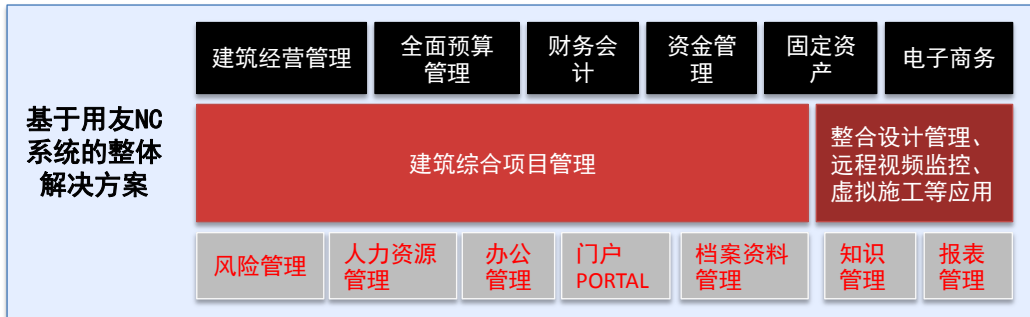 基于用友NC
系统的整体
解决方案
建筑经营管理
全面预算
管理
财务会
计
资金管
理
固定资
产
电子商务
建筑综合项目管理
整合设计管理、
远程视频监控、
虚拟施工等应用
风险管理
人力资源
管理
办公
管理
门户
PORTAL
档案资料
管理
知识
管理
报表
管理